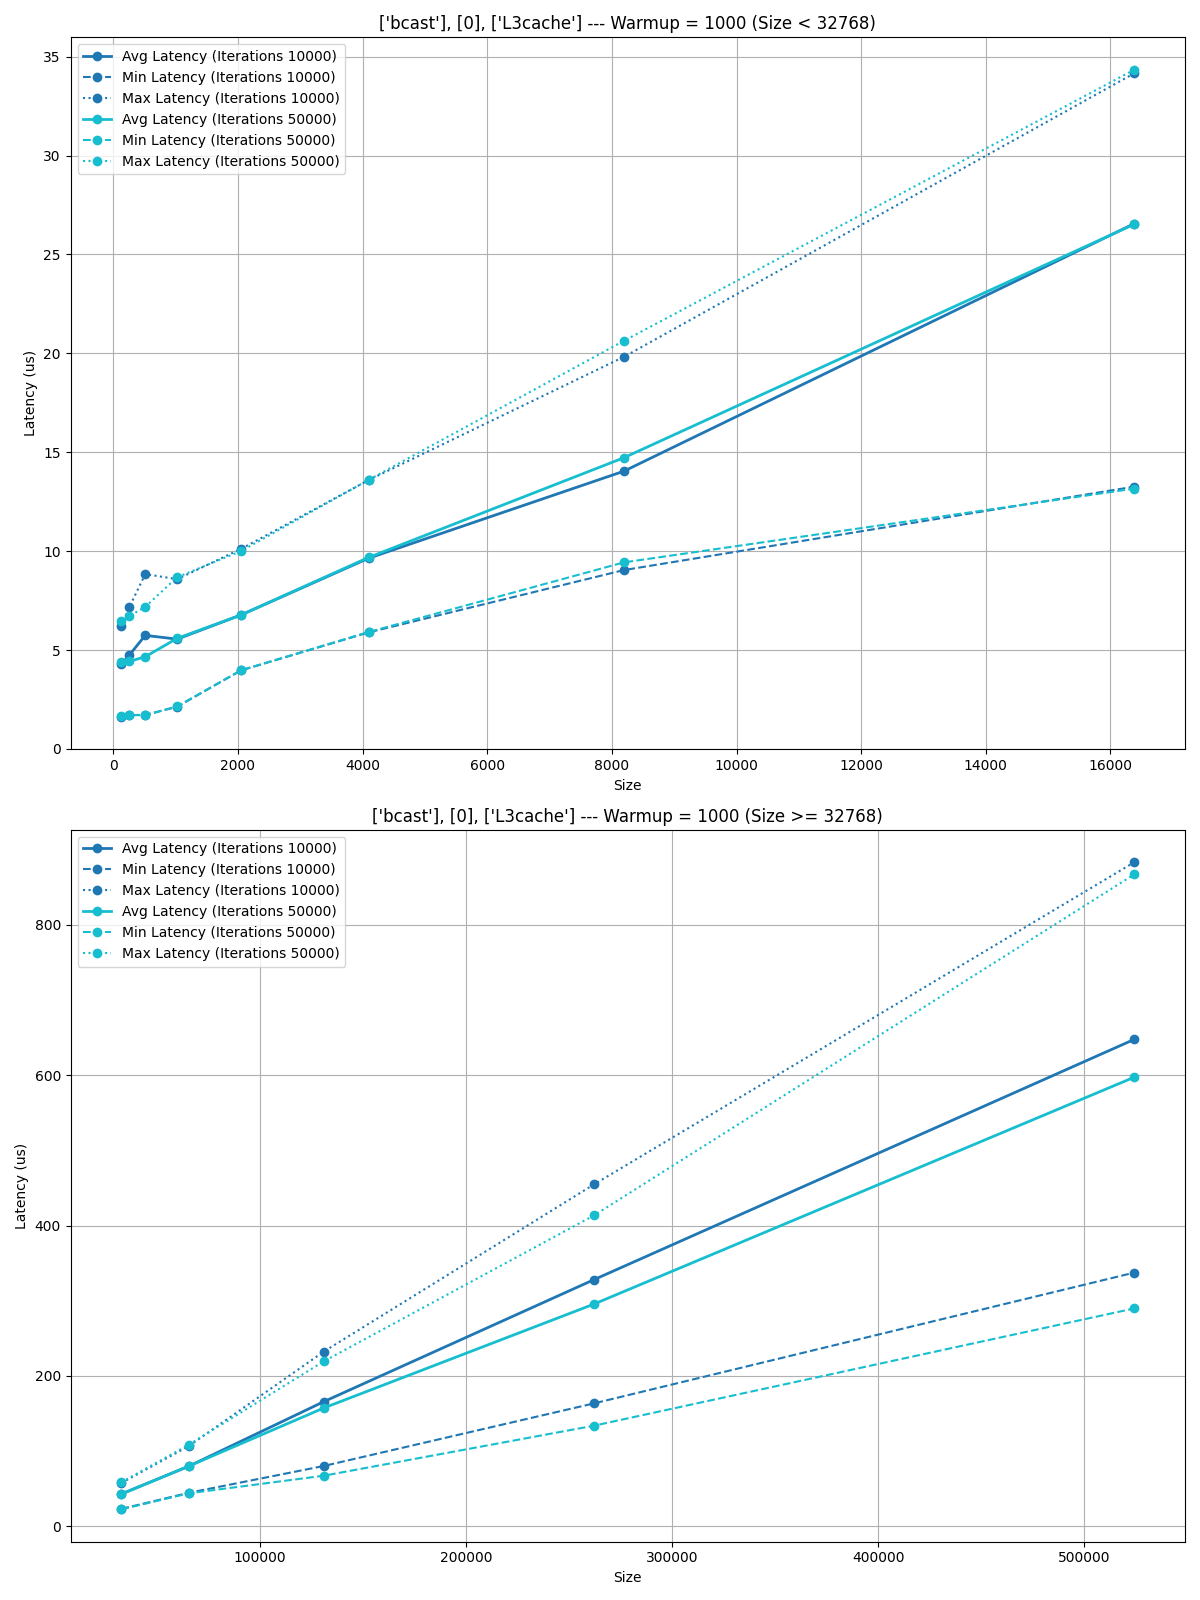 ['bcast'], [0], ['L3cache'] --- Warmup = 1000 (Size < 32768)
Avg Latency (Iterations 10000)
Min Latency (Iterations 10000)
Max Latency (Iterations 10000)
Avg Latency (Iterations 50000)
Min Latency (Iterations 50000)
Max Latency (Iterations 50000)
35
30
25
20
15
10
5
0
Latency (us)
0 2000 4000 6000 8000 10000 12000 14000 16000
Size
['bcast'], [0], ['L3cache'] --- Warmup = 1000 (Size >= 32768)
Avg Latency (Iterations 10000)
Min Latency (Iterations 10000)
Max Latency (Iterations 10000)
Avg Latency (Iterations 50000)
Min Latency (Iterations 50000)
Max Latency (Iterations 50000)
800
600
400
200
0
Latency (us)
100000 200000 300000 400000 500000
Size